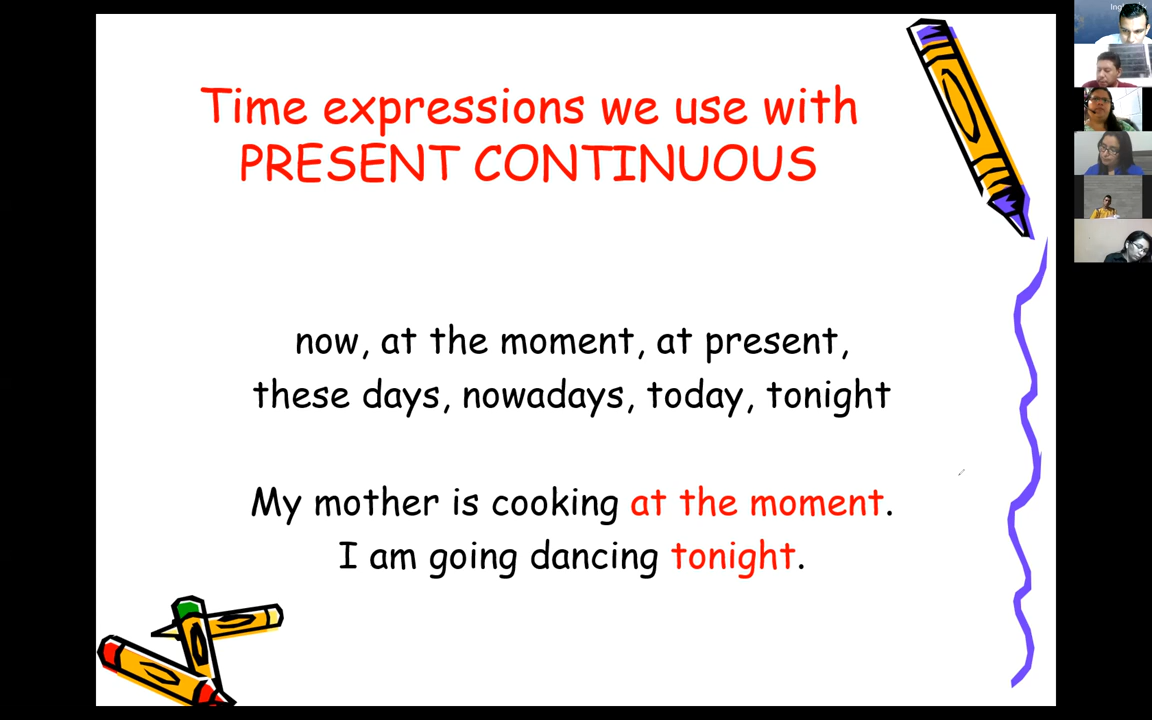 Time expressions we use with
PRESENT CONTINUOUS
now, at the moment, at present,
these days, nowadays, today, tonight
My mother is cooking at the moment.
I am going dancing tonight.